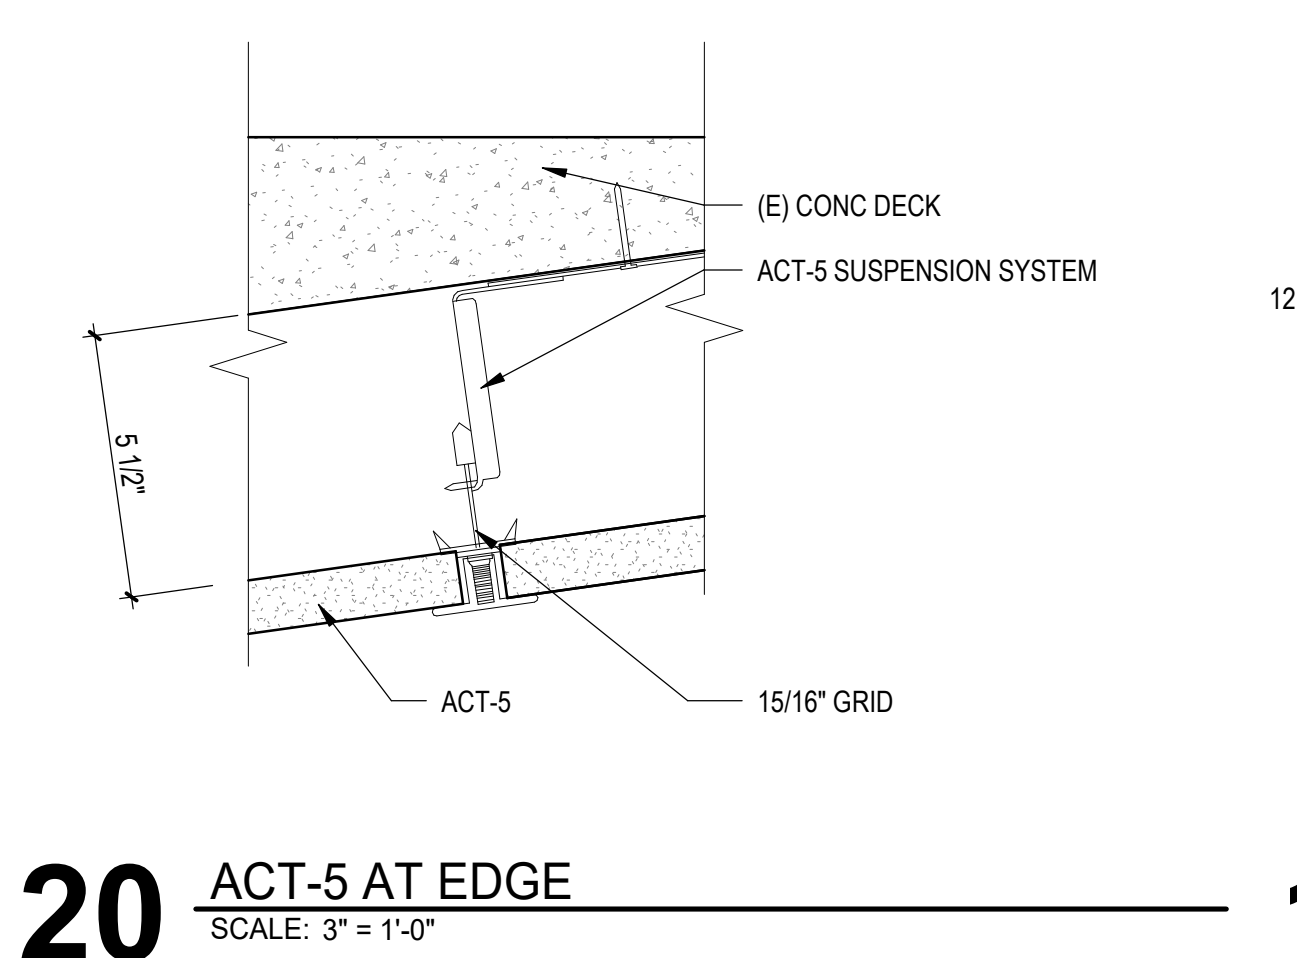 (E) CONC DECK
ACT-5 SUSPENSION SYSTEM
12
5 1/2"
ACT-5
15/16" GRID
20
ACT-5 AT EDGE
SCALE: 3" = 1'-0"